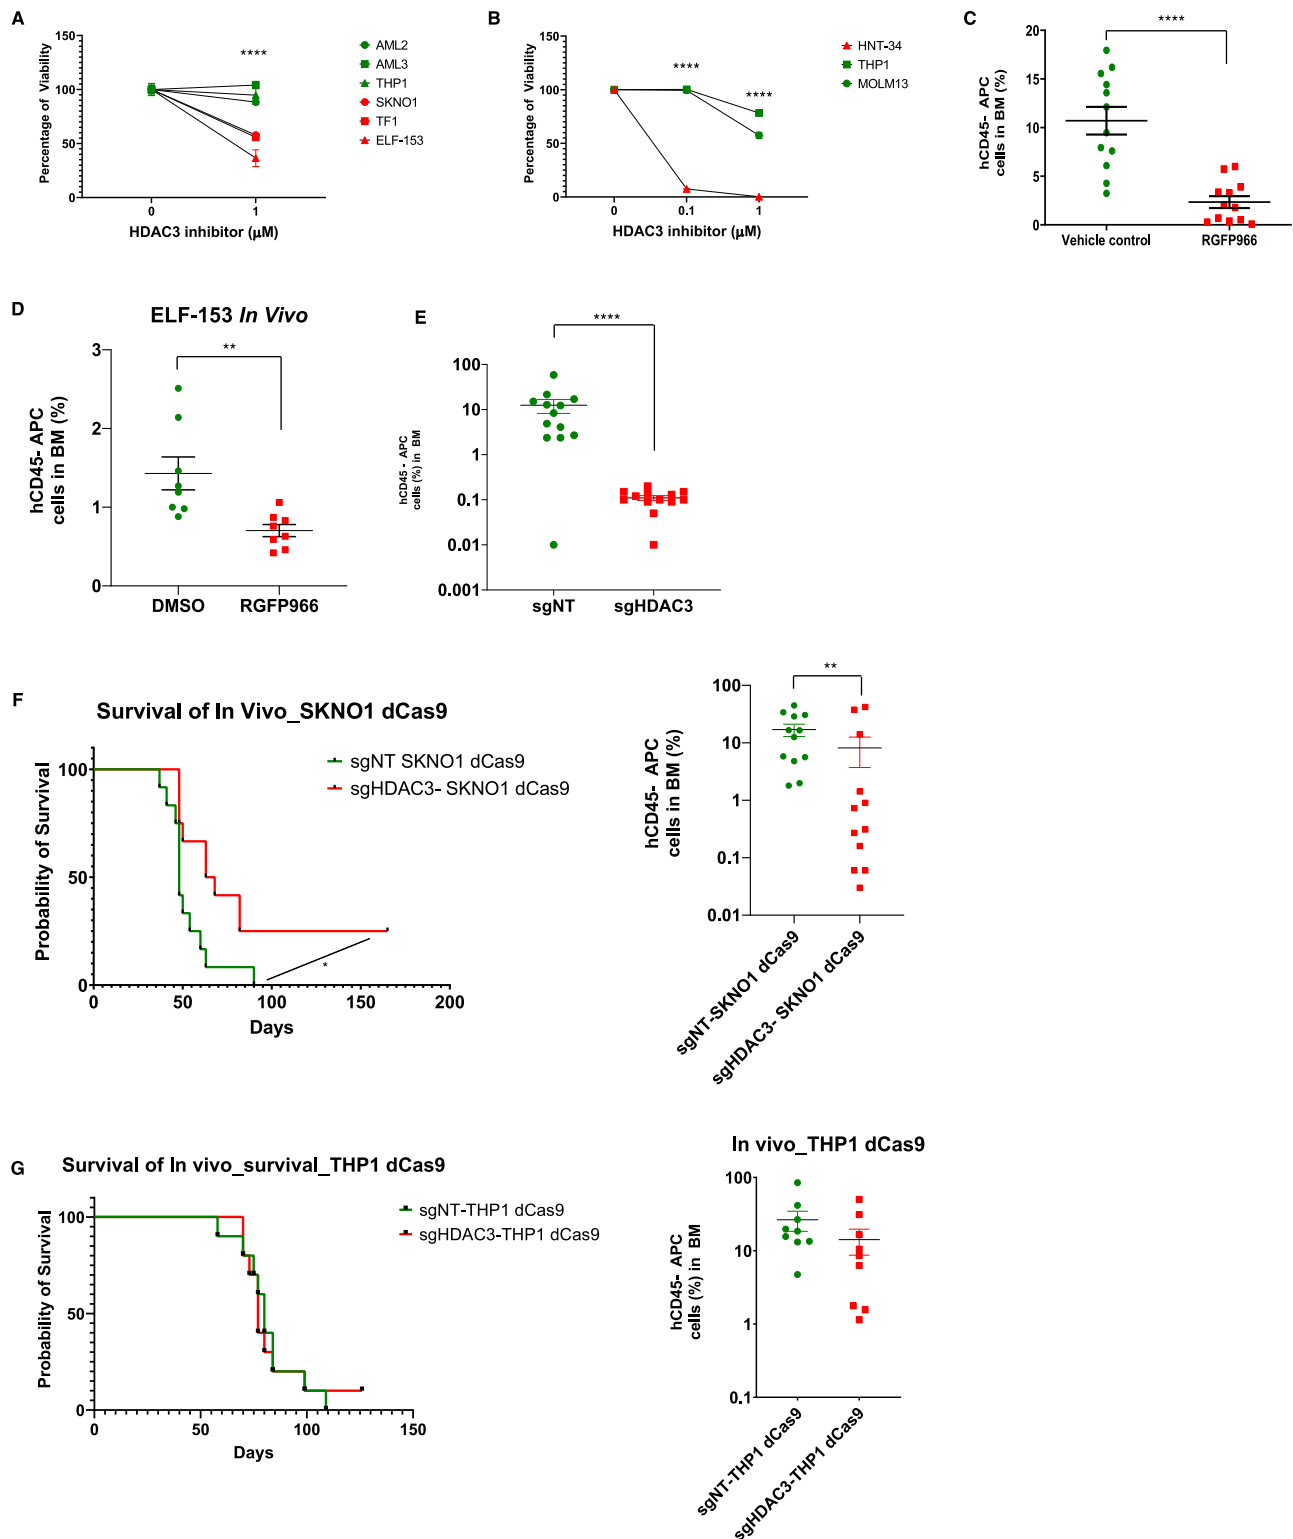 A
150
100
50
0
Percentage of Viability
****
0
1
HDAC3 inhibitor (μM)
AML2
AML3
THP1
SKNO1
TF1
ELF-153
B
150
100
50
0
Percentage of Viability
****
****
0
0.1
1
HDAC3 inhibitor (μM)
HNT-34
THP1
MOLM13
C
****
20
15
10
5
0
hCD45- APC
cells in BM (%)
Vehicle control
RGFP966
D
ELF-153 In Vivo
**
3
2
1
0
hCD45- APC
cells in BM (%)
DMSO
RGFP966
E
****
100
10
1
0.1
0.01
0.001
hCD45 - APC
cells (%) in BM
sgNT
sgHDAC3
F
Survival of In Vivo_SKNO1 dCas9
sgNT SKNO1 dCas9
sgHDAC3- SKNO1 dCas9
100
50
0
Probability of Survival
*
0
50
100
150
200
Days
**
100
10
1
0.1
0.01
hCD45- APC
cells in BM (%)
sgNT-SKNO1 dCas9
sgHDAC3- SKNO1 dCas9
G
Survival of In vivo_survival_THP1 dCas9
sgNT-THP1 dCas9
sgHDAC3-THP1 dCas9
100
50
0
Probability of Survival
0
50
100
150
Days
In vivo_THP1 dCas9
100
10
1
0.1
hCD45- APC
cells (%) in BM
sgNT-THP1 dCas9
sgHDAC3-THP1 dCas9